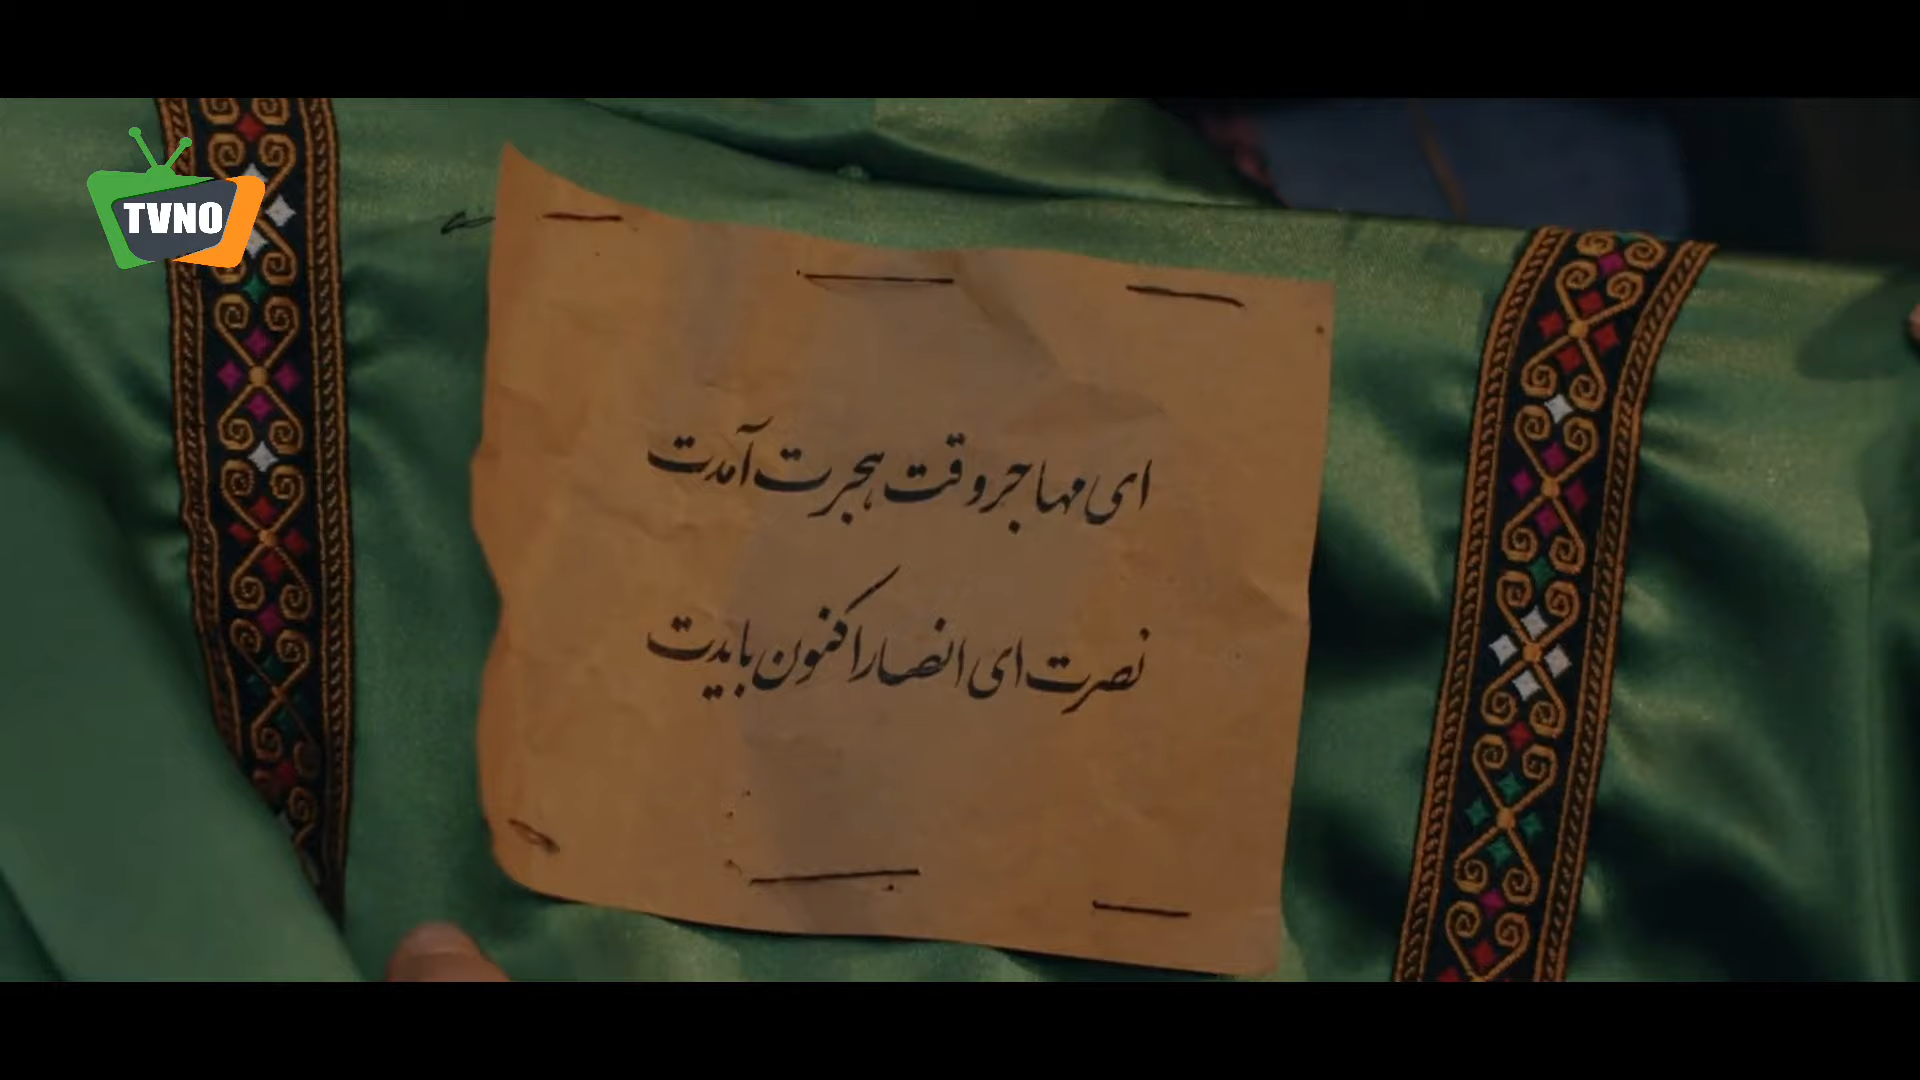 TVNO
ای مهاجر وقت هجرت آمدت
نصرت ای انصار اکنون بایدت